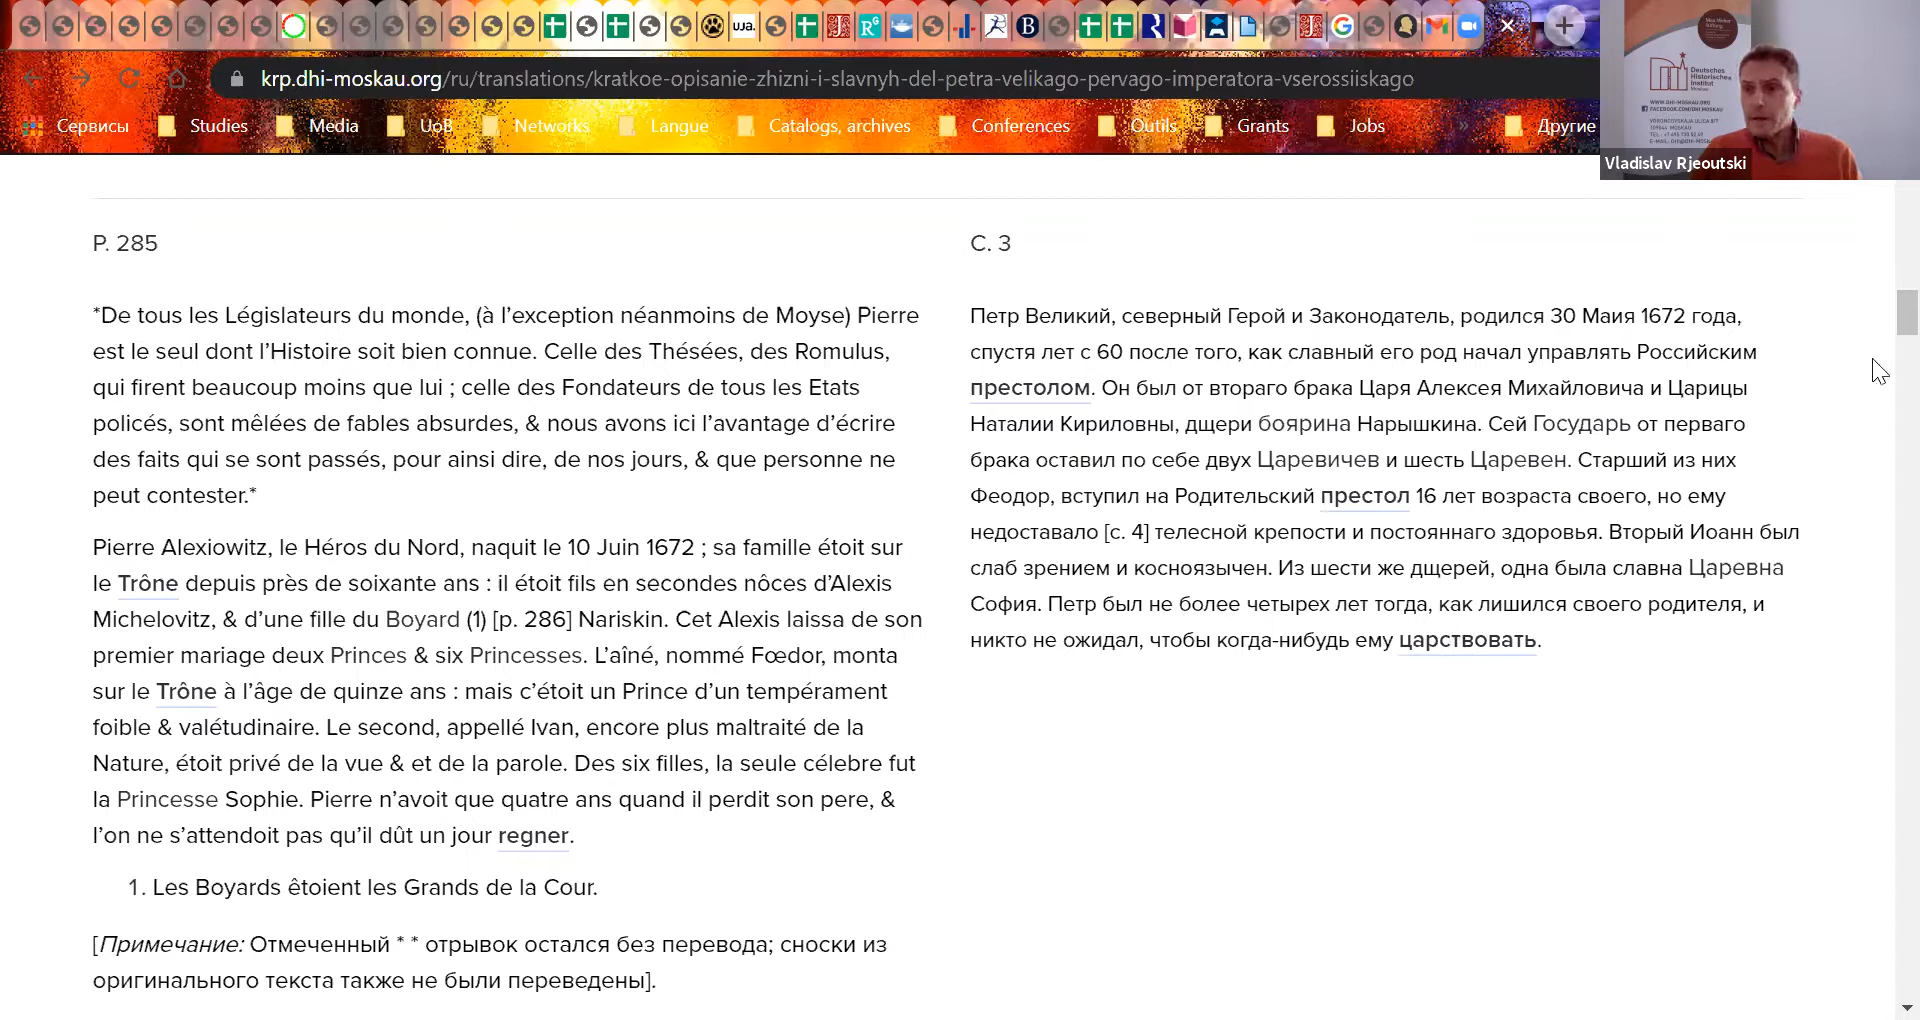 uja.
krp.dhi-moskau.org/ru/translations/kratkoe-opisanie-zhizni-i-slavnyh-del-petra-velikago-pervago-imperatora-vserossiiskago
Сервисы Studies Media UoB Networks Langue Catalogs, archives Conferences Outils Grants Jobs » Другие
Deutsches
Historisches
Institut
Moskau
WWW.DHI-MOSKAU.ORG
FACEBOOK.COM/DHI.MOSKAU
Vladislav Rjeoutski
P. 285
*De tous les Législateurs du monde, (à l’exception néanmoins de Moyse) Pierre
est le seul dont l’Histoire soit bien connue. Celle des Thésées, des Romulus,
qui firent beaucoup moins que lui ; celle des Fondateurs de tous les Etats
policés, sont mêlées de fables absurdes, & nous avons ici l’avantage d’écrire
des faits qui se sont passés, pour ainsi dire, de nos jours, & que personne ne
peut contester.*
Pierre Alexiowitz, le Héros du Nord, naquit le 10 Juin 1672 ; sa famille étoit sur
le Trône depuis près de soixante ans : il étoit fils en secondes nôces d’Alexis
Michelovitz, & d’une fille du Boyard (1) [p. 286] Nariskin. Cet Alexis laissa de son
premier mariage deux Princes & six Princesses. L’aîné, nommé Fœdor, monta
sur le Trône à l’âge de quinze ans : mais c’étoit un Prince d’un tempérament
foible & valétudinaire. Le second, appellé Ivan, encore plus maltraité de la
Nature, étoit privé de la vue & et de la parole. Des six filles, la seule célebre fut
la Princesse Sophie. Pierre n’avoit que quatre ans quand il perdit son pere, &
l’on ne s’attendoit pas qu’il dût un jour regner.
1. Les Boyards êtoient les Grands de la Cour.
[Примечание: Отмеченный * * отрывок остался без перевода; сноски из
оригинального текста также не были переведены].
С. 3
Петр Великий, северный Герой и Законодатель, родился 30 Маия 1672 года,
спустя лет с 60 после того, как славный его род начал управлять Российским
престолом. Он был от втораго брака Царя Алексея Михайловича и Царицы
Наталии Кириловны, дщери боярина Нарышкина. Сей Государь от перваго
брака оставил по себе двух Царевичев и шесть Царевен. Старший из них
Феодор, вступил на Родительский престол 16 лет возраста своего, но ему
недоставало [с. 4] телесной крепости и постояннаго здоровья. Вторый Иоанн был
слаб зрением и косноязычен. Из шести же дщерей, одна была славна Царевна
София. Петр был не более четырех лет тогда, как лишился своего родителя, и
никто не ожидал, чтобы когда-нибудь ему царствовать.